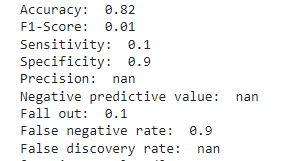 Accuracy:  0.82
F1-Score:  0.01
Sensitivity:  0.1
Specificity:  0.9
Precision:  nan
Negative predictive value:  nan
Fall out:  0.1
False negative rate:  0.9
False discovery rate:  nan